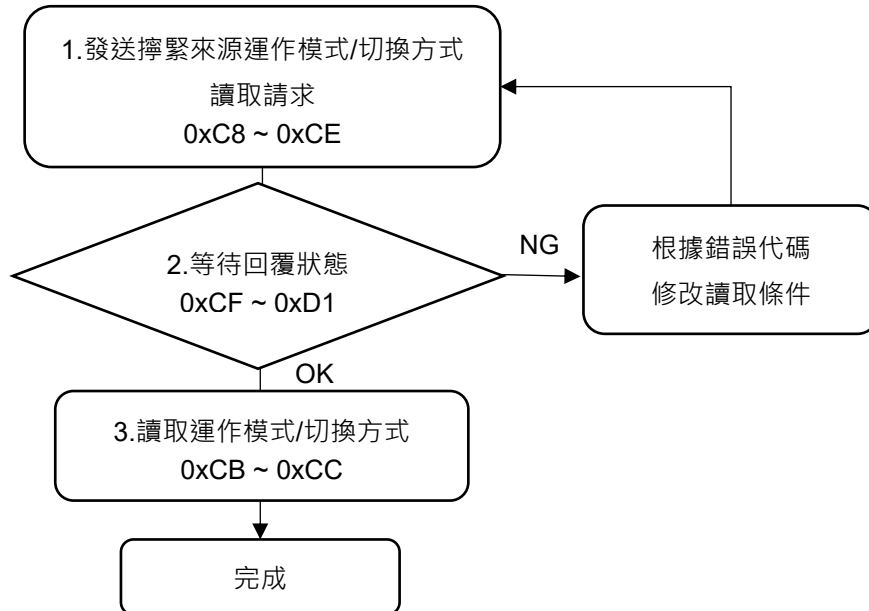 1.發送擰緊來源運作模式/切換方式
讀取請求
0xC8 ~ 0xCE
2.等待回覆狀態
0xCF ~ 0xD1
NG
根據錯誤代碼
修改讀取條件
OK
3.讀取運作模式/切換方式
0xCB ~ 0xCC
完成